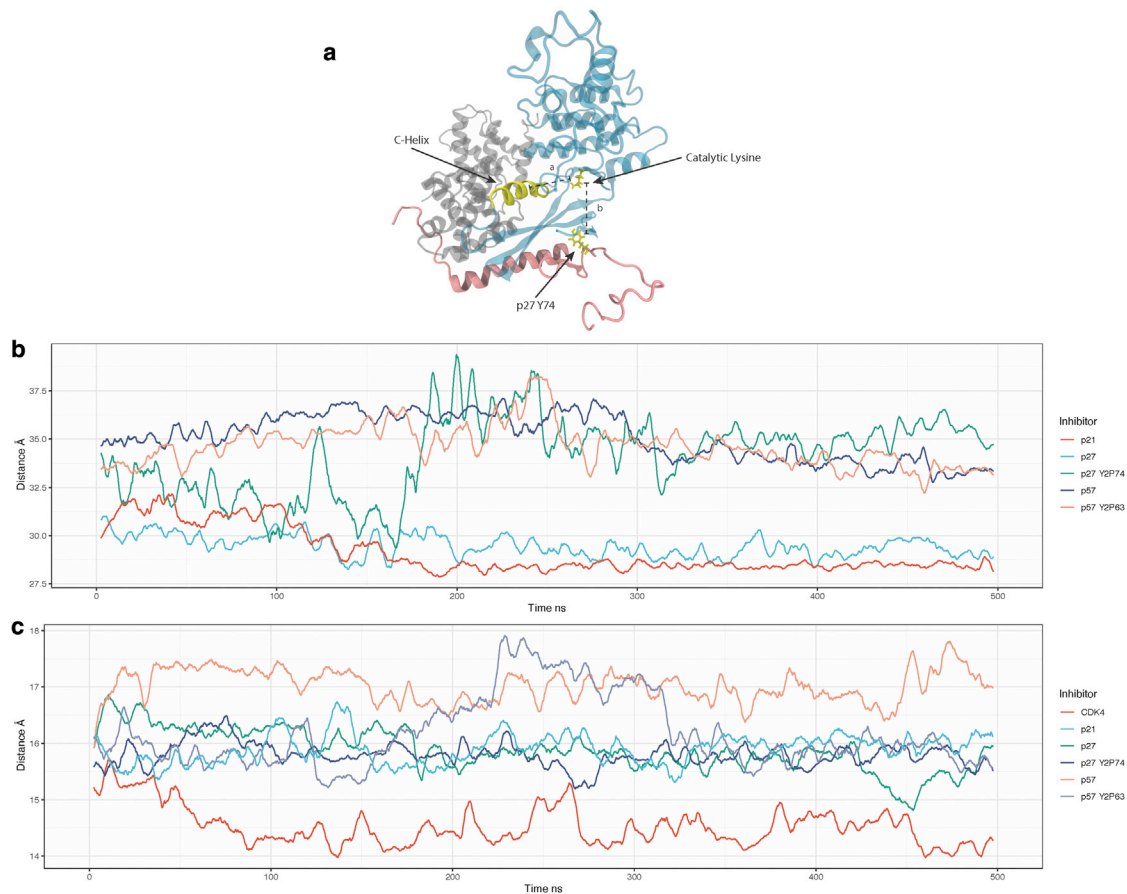 a
C-Helix
Catalytic Lysine
a
b
p27 Y74
b
37.5
35.0
32.5
30.0
27.5
Distance Å
0 100 200 300 400 500
Time ns
Inhibitor
p21
p27
p27 Y2P74
p57
p57 Y2P63
c
18
17
16
15
14
Distance Å
0 100 200 300 400 500
Time ns
Inhibitor
CDK4
p21
p27
p27 Y2P74
p57
p57 Y2P63